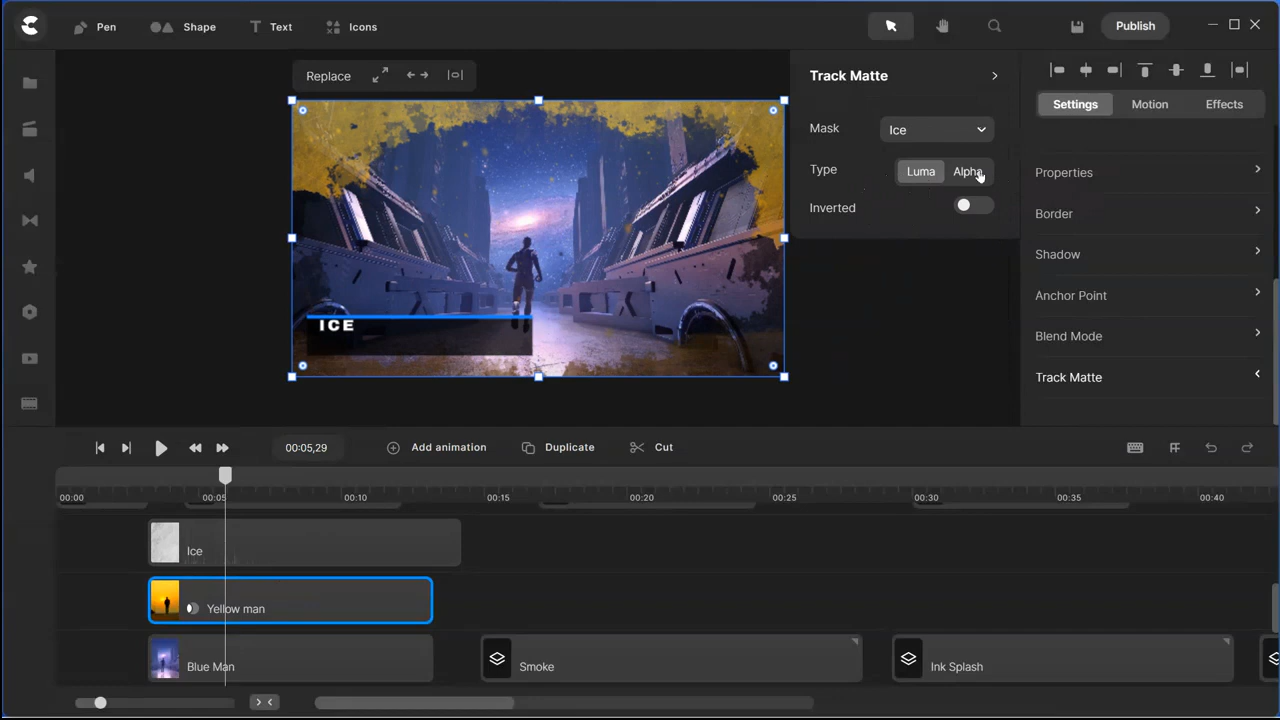 Pen
Shape
Text
Icons
Publish
Replace
Track Matte
Mask
Ice
Type
Luma
Alpha
Inverted
Settings
Motion
Effects
Properties
Border
Shadow
Anchor Point
Blend Mode
Track Matte
ICE
00:05,29
Add animation
Duplicate
Cut
00:00
00:05
00:10
00:15
00:20
00:25
00:30
00:35
00:40
Ice
Yellow man
Blue Man
Smoke
Ink Splash